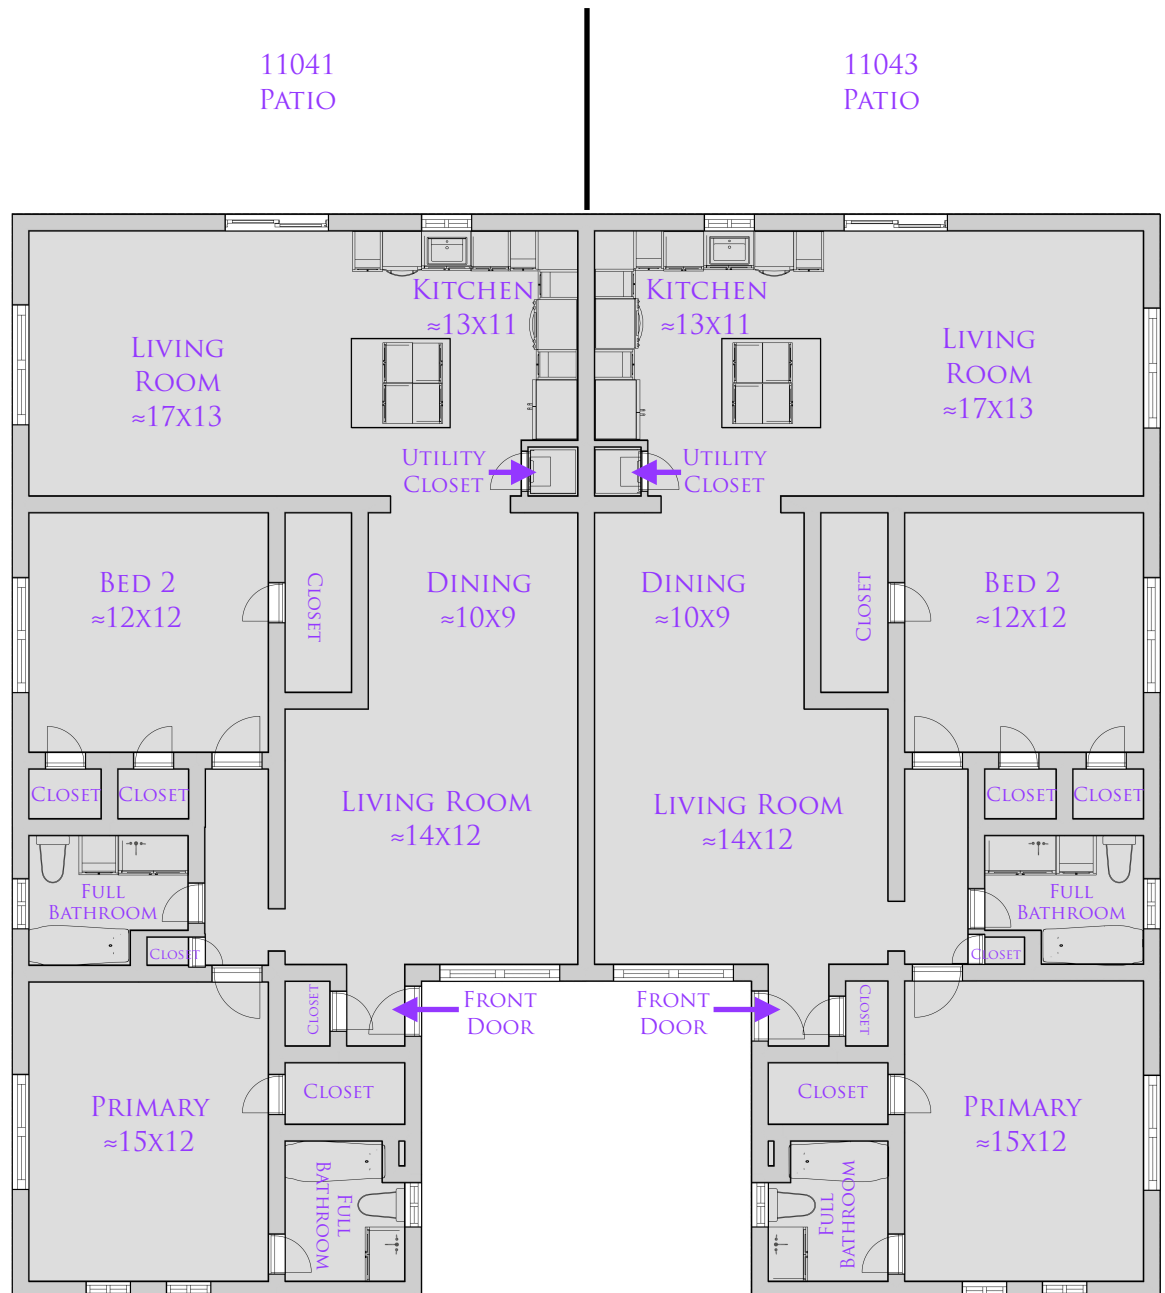 11041
Patio
11043
Patio
Kitchen
≈13x11
Kitchen
≈13x11
Living
Room
≈17x13
Living
Room
≈17x13
Utility
Closet
Utility
Closet
Bed 2
≈12x12
Closet
Dining
≈10x9
Dining
≈10x9
Closet
Bed 2
≈12x12
Closet
Closet
Living Room
≈14x12
Living Room
≈14x12
Closet
Closet
Full
Bathroom
Full
Bathroom
Closet
Closet
Closet
Front
Door
Front
Door
Closet
Primary
≈15x12
Closet
Closet
Primary
≈15x12
Full
Bathroom
Full
Bathroom